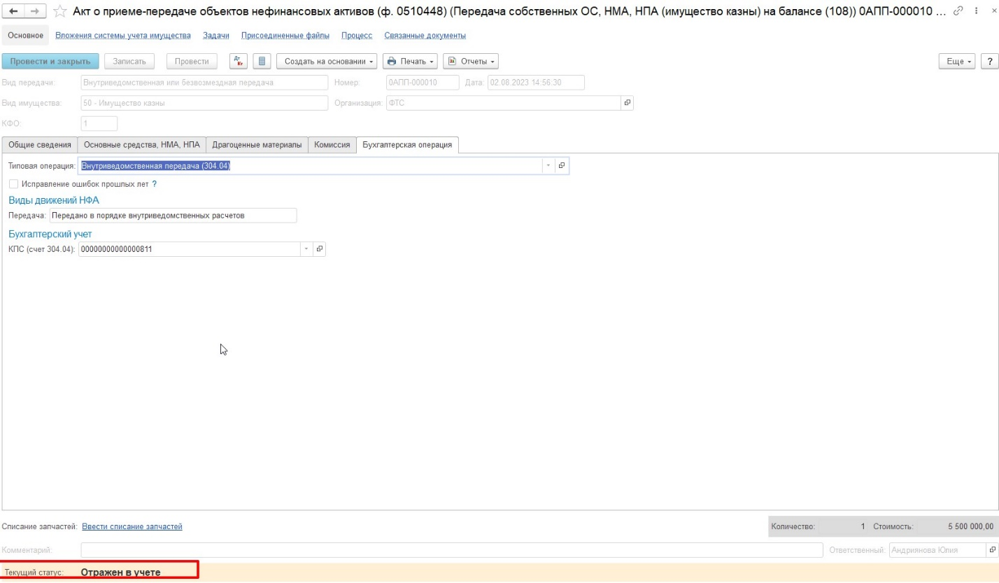 Акт о приеме-передаче объектов нефинансовых активов (ф. 0510448) (Передача собственных ОС, НМА, НПА (имущество казны) на балансе (108)) 0АПП-000010 ...
Основное Вложения системы учета имущества Задачи Присоединенные файлы Процесс Связанные документы
Провести и закрыть Записать Провести Дт Кт Создать на основании Печать Отчеты Еще ?
Вид передачи: Внутриведомственная или безвозмездная передача Номер: 0АПП-000010 Дата: 02.08.2023 14:56:30
Вид имущества: 50 - Имущество казны Организация: ФТС
КФО: 1
Общие сведения Основные средства, НМА, НПА Драгоценные материалы Комиссия Бухгалтерская операция
Типовая операция: Внутриведомственная передача (304.04)
Исправление ошибок прошлых лет ?
Виды движений НФА
Передача: Передано в порядке внутриведомственных расчетов
Бухгалтерский учет
КПС (счет 304.04): 00000000000000811
Списание запчастей: Ввести списание запчастей Количество: 1 Стоимость: 5 500 000,00
Комментарий: Ответственный: Андриянова Юлия
Текущий статус: Отражен в учете